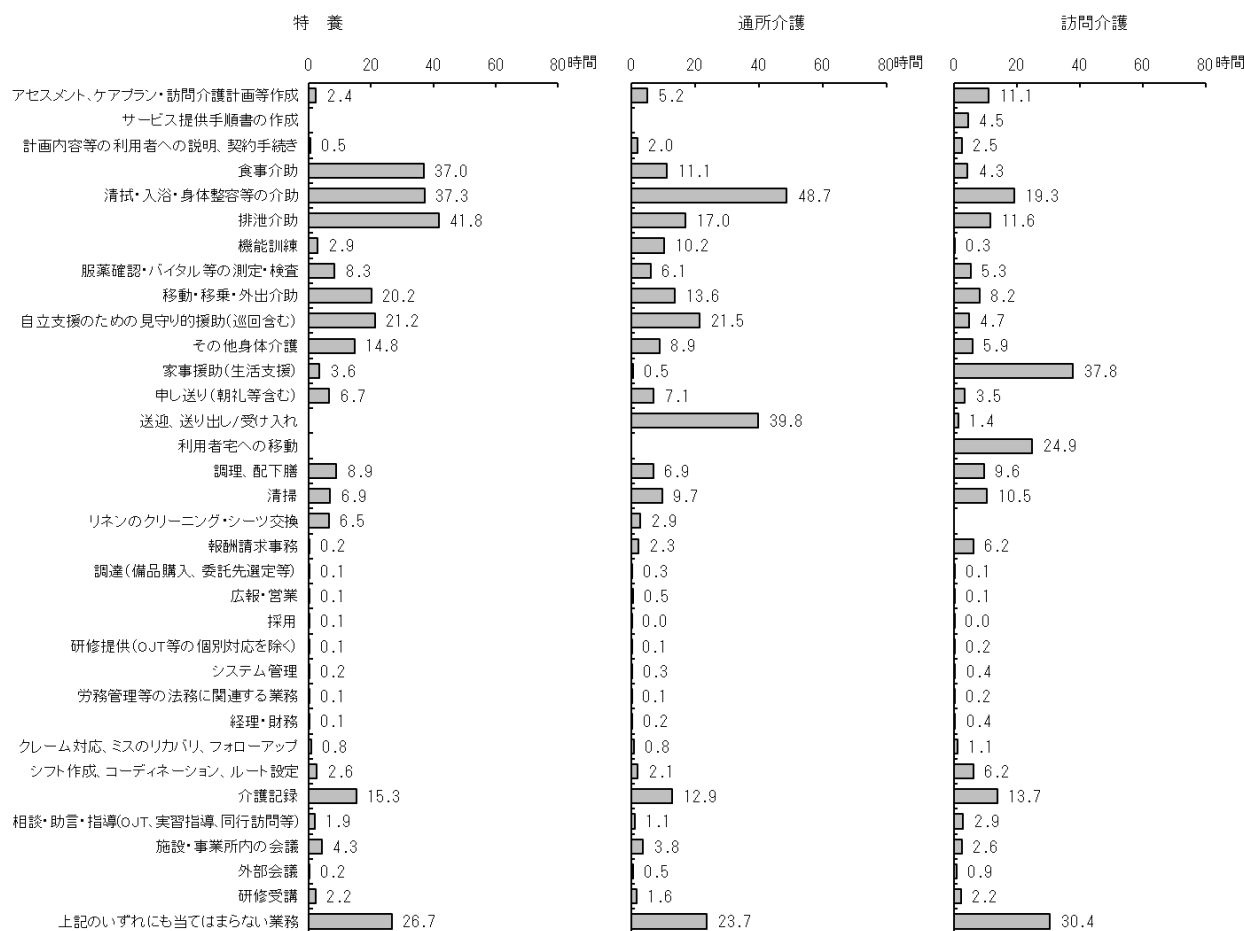 特　養　通所介護　訪問介護
0 20 40 60 80時間 0 20 40 60 80時間 0 20 40 60 80時間
アセスメント、ケアプラン・訪問介護計画等作成 2.4 5.2 11.1
サービス提供手順書の作成 4.5
計画内容等の利用者への説明、契約手続き 0.5 2.0 2.5
食事介助 37.0 11.1 4.3
清拭・入浴・身体整容等の介助 37.3 48.7 19.3
排泄介助 41.8 17.0 11.6
機能訓練 2.9 10.2 0.3
服薬確認・バイタル等の測定・検査 8.3 6.1 5.3
移動・移乗・外出介助 20.2 13.6 8.2
自立支援のための見守り的援助(巡回含む) 21.2 21.5 4.7
その他身体介護 14.8 8.9 5.9
家事援助(生活支援) 3.6 0.5 37.8
申し送り(朝礼等含む) 6.7 7.1 3.5
送迎、送り出し/受け入れ 39.8 1.4
利用者宅への移動 24.9
調理、配下膳 8.9 6.9 9.6
清掃 6.9 9.7 10.5
リネンのクリーニング・シーツ交換 6.5 2.9
報酬請求事務 0.2 2.3 6.2
調達(備品購入、委託先選定等) 0.1 0.3 0.1
広報・営業 0.1 0.5 0.1
採用 0.1 0.0 0.0
研修提供(OJT等の個別対応を除く) 0.1 0.1 0.2
システム管理 0.2 0.3 0.4
労務管理等の法務に関連する業務 0.1 0.1 0.2
経理・財務 0.1 0.2 0.4
クレーム対応、ミスのリカバリ、フォローアップ 0.8 0.8 1.1
シフト作成、コーディネーション、ルート設定 2.6 2.1 6.2
介護記録 15.3 12.9 13.7
相談・助言・指導(OJT、実習指導、同行訪問等) 1.9 1.1 2.9
施設・事業所内の会議 4.3 3.8 2.6
外部会議 0.2 0.5 0.9
研修受講 2.2 1.6 2.2
上記のいずれにも当てはまらない業務 26.7 23.7 30.4